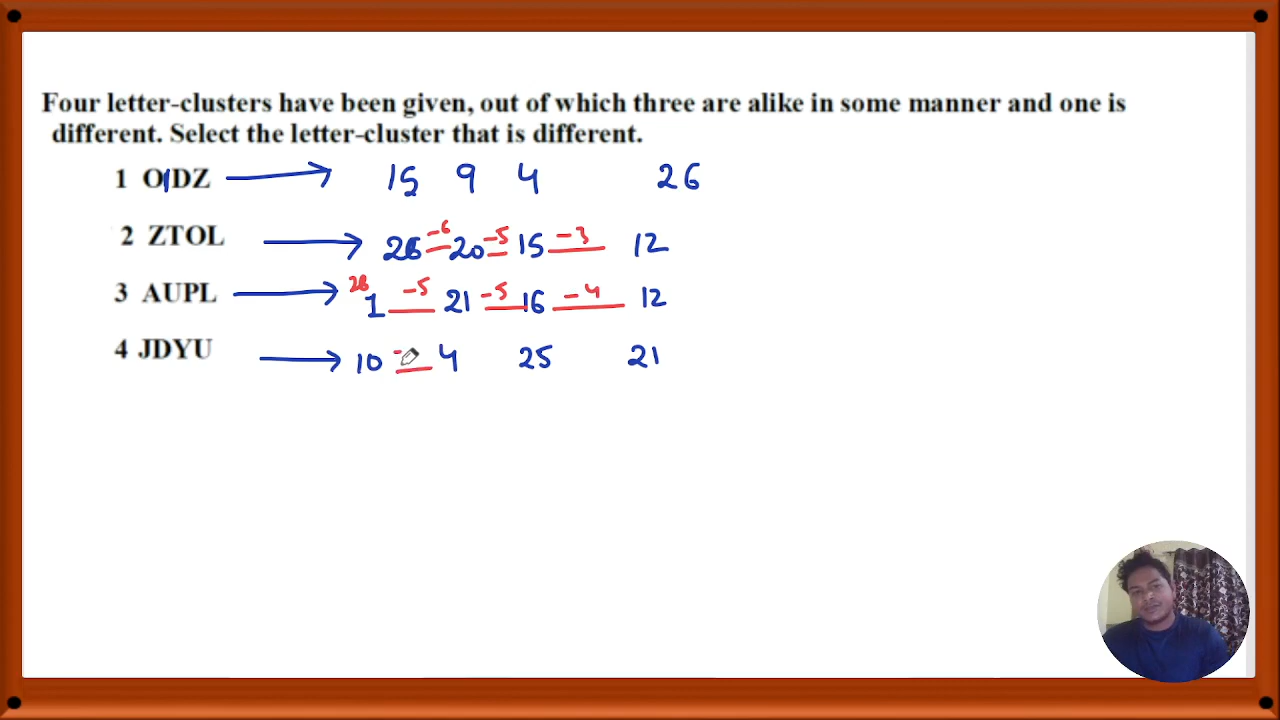 Four letter-clusters have been given, out of which three are alike in some manner and one is
different. Select the letter-cluster that is different.
1 OIDZ 15 9 4 26
2 ZTOL 26 -6 20 -5 15 -3 12
3 AUPL 26 1 -5 21 -5 16 -4 12
4 JDYU 10 - 4 25 21